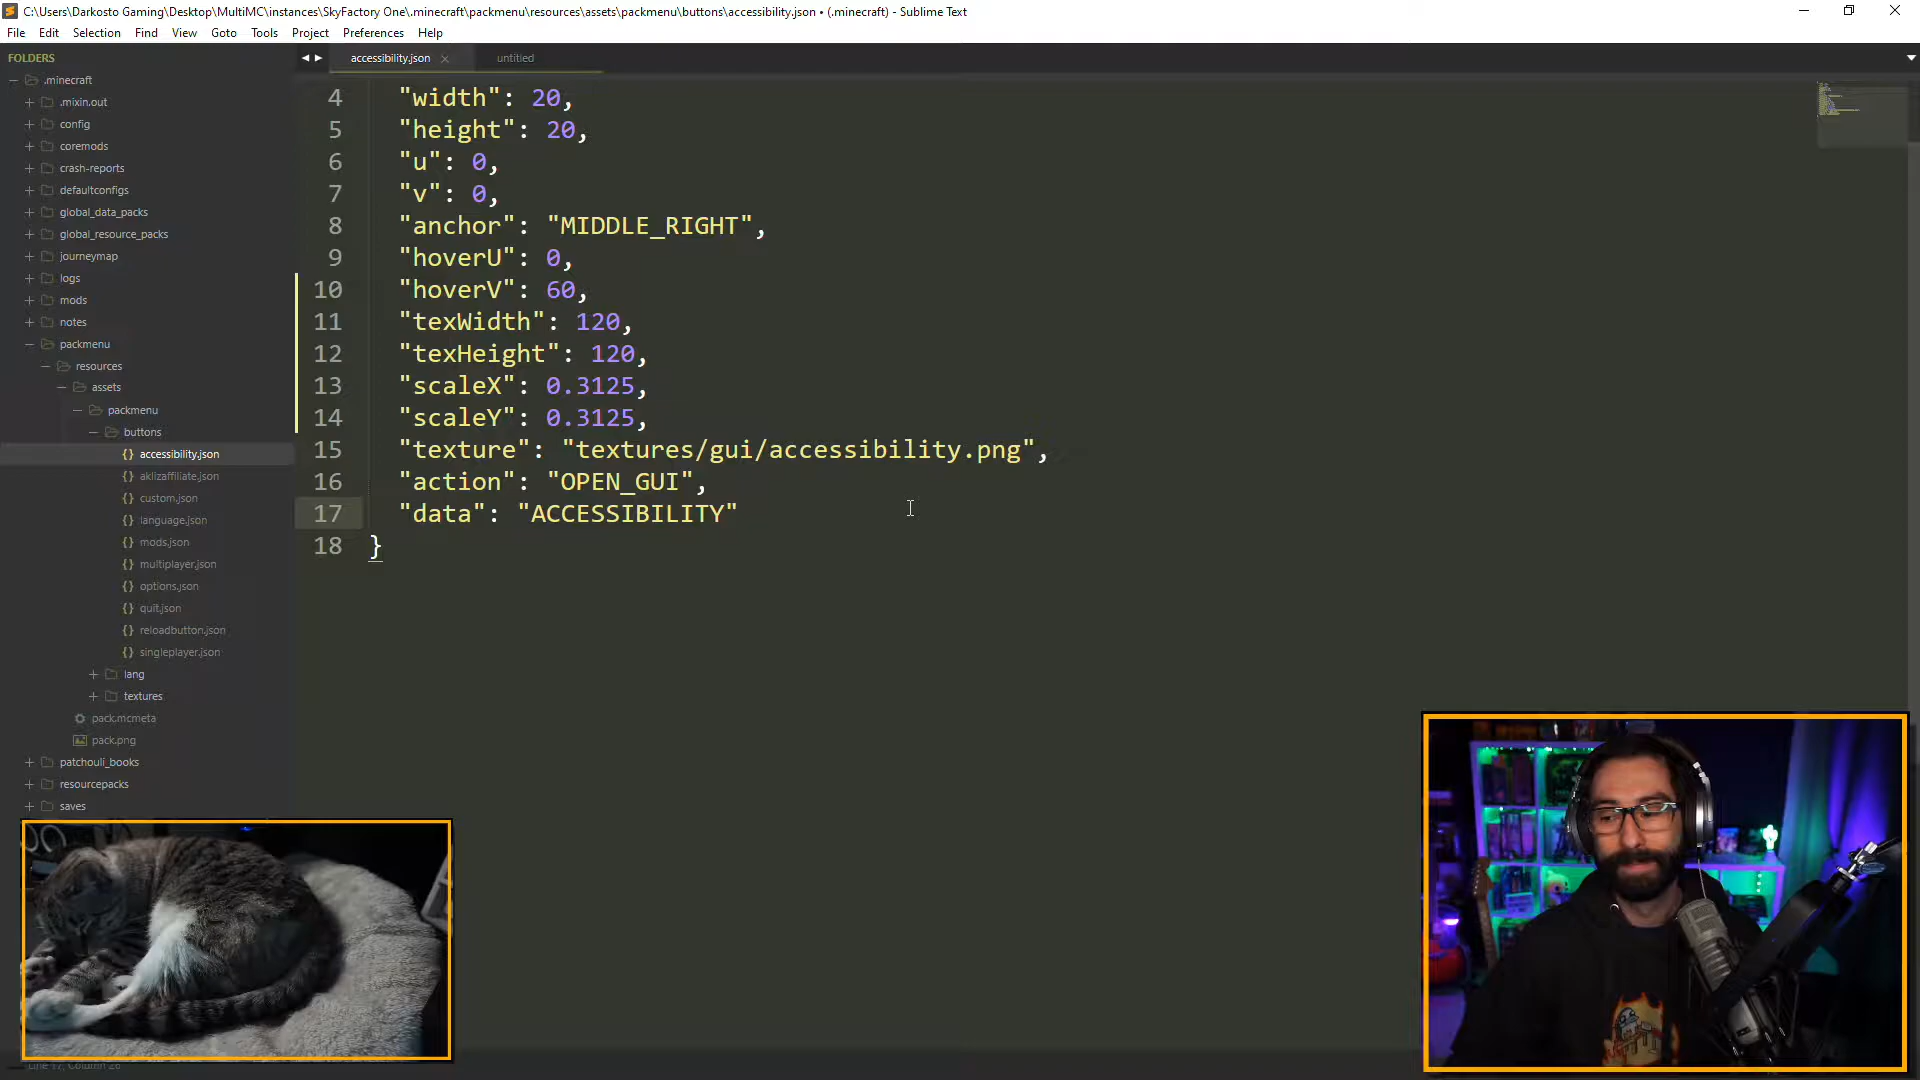 C:\Users\Darkosto Gaming\Desktop\MultiMC\instances\SkyFactory One\.minecraft\packmenu\resources\assets\packmenu\buttons\accessibility.json • (.minecraft) - Sublime Text
File Edit Selection Find View Goto Tools Project Preferences Help
FOLDERS
.minecraft
.mixin.out
config
coremods
crash-reports
defaultconfigs
global_data_packs
global_resource_packs
journeymap
logs
mods
notes
packmenu
resources
assets
packmenu
buttons
accessibility.json
aklizaffiliate.json
custom.json
language.json
mods.json
multiplayer.json
options.json
quit.json
reloadbutton.json
singleplayer.json
lang
textures
pack.mcmeta
pack.png
patchouli_books
resourcepacks
saves
accessibility.json untitled
4 "width": 20,
5 "height": 20,
6 "u": 0,
7 "v": 0,
8 "anchor": "MIDDLE_RIGHT",
9 "hoverU": 0,
10 "hoverV": 60,
11 "texWidth": 120,
12 "texHeight": 120,
13 "scaleX": 0.3125,
14 "scaleY": 0.3125,
15 "texture": "textures/gui/accessibility.png",
16 "action": "OPEN_GUI",
17 "data": "ACCESSIBILITY"
18 }
Line 17, Column 26